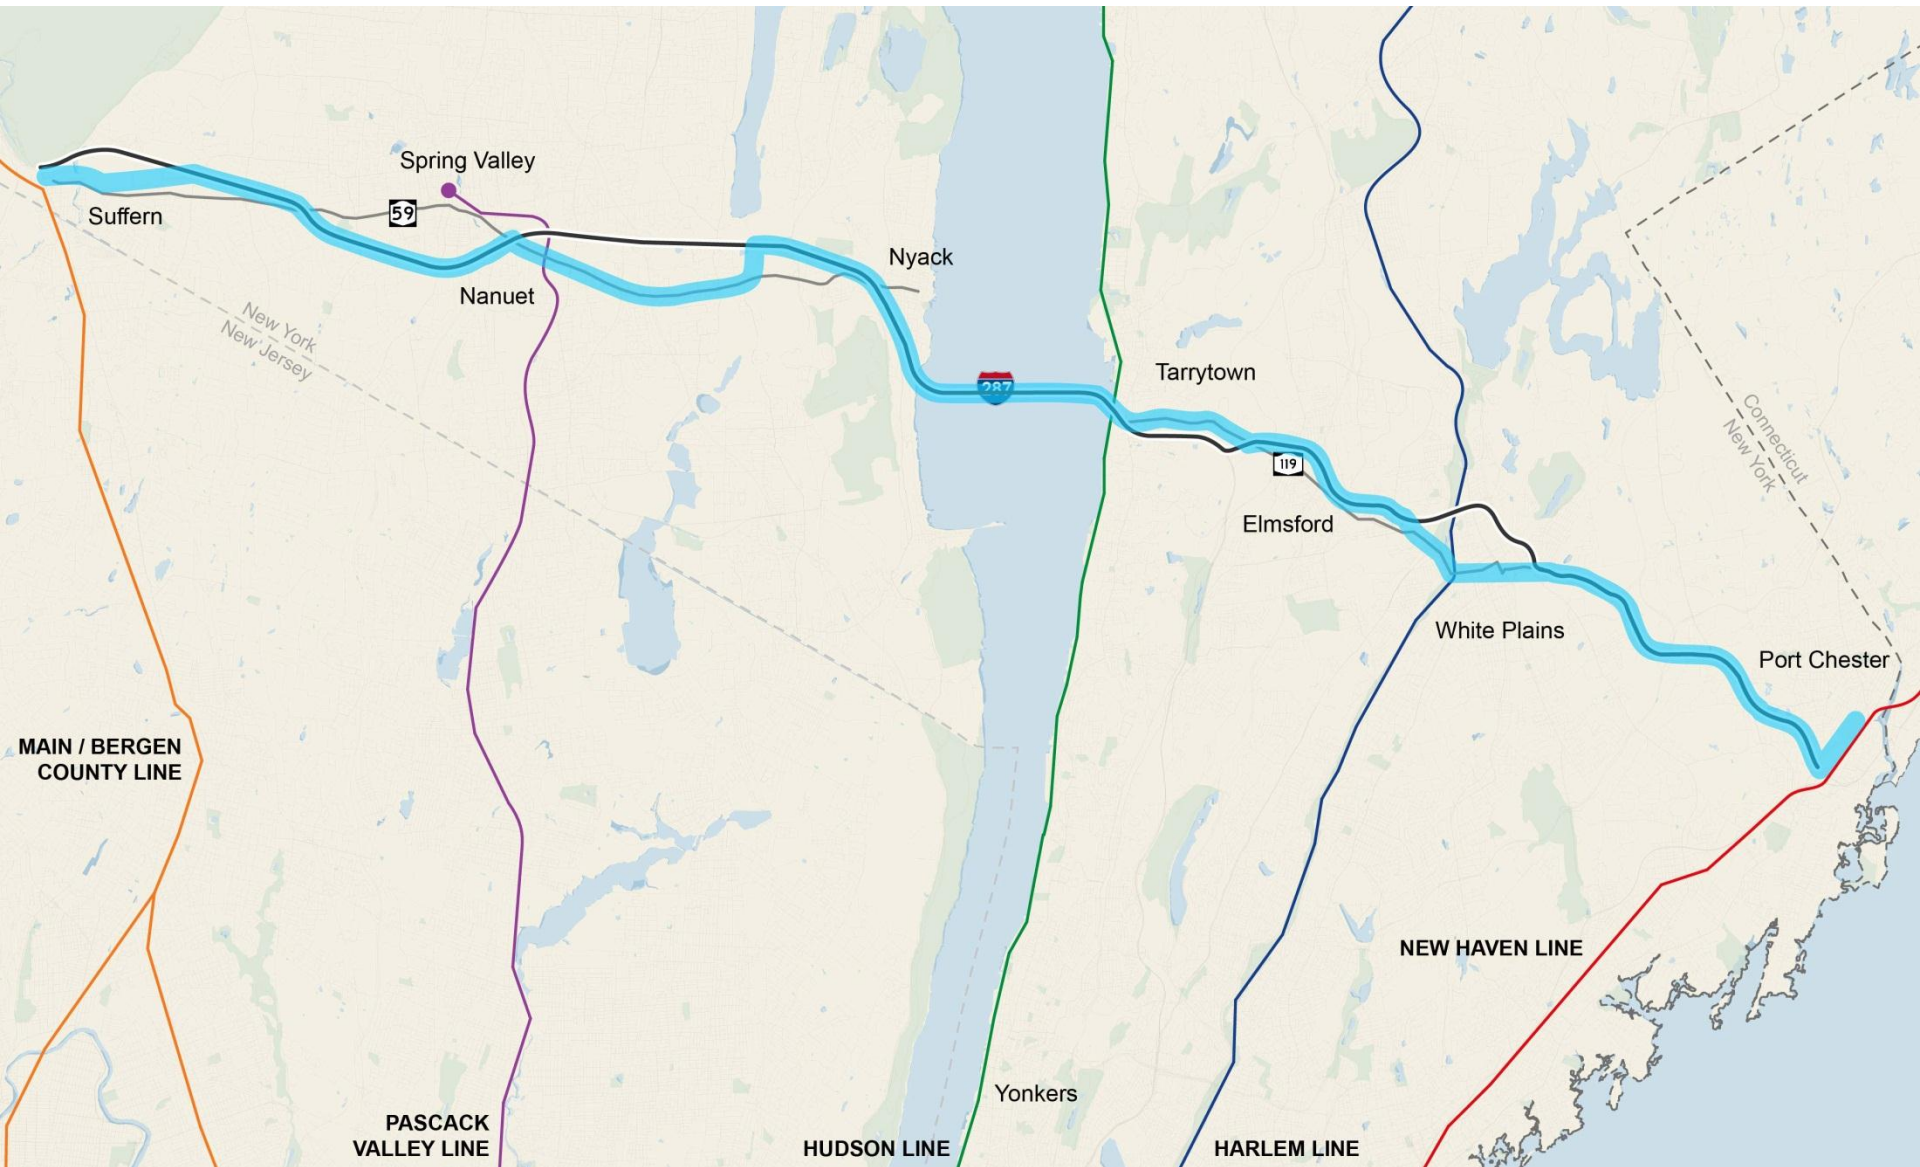 Spring Valley
59
Suffern
Nyack
Nanuet
New York
New Jersey
Tarrytown
287
119
Connecticut
New York
Elmsford
White Plains
Port Chester
MAIN / BERGEN
COUNTY LINE
NEW HAVEN LINE
Yonkers
PASCACK
VALLEY LINE
HUDSON LINE
HARLEM LINE